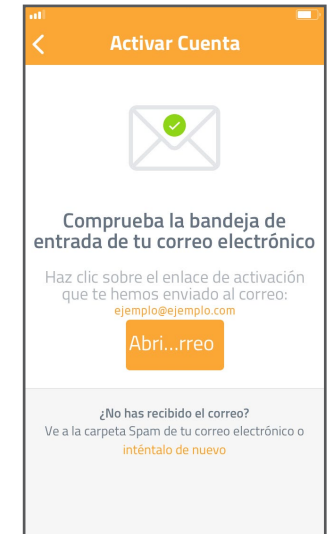 Activar Cuenta
Comprueba la bandeja de
entrada de tu correo electrónico
Haz clic sobre el enlace de activación
que te hemos enviado al correo:
ejemplo@ejemplo.com
Abri...rreo
¿No has recibido el correo?
Ve a la carpeta Spam de tu correo electrónico o
inténtalo de nuevo